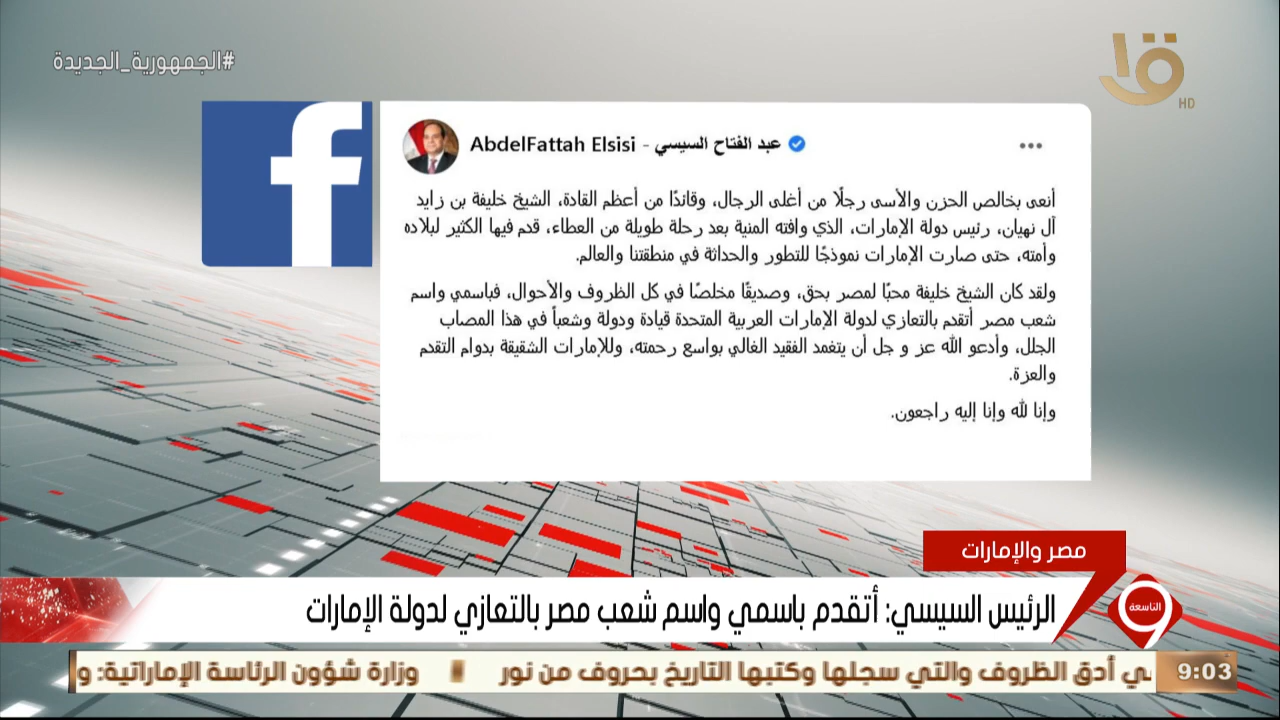 #الجمهورية_الجديدة
HD
AbdelFattah Elsisi - عبد الفتاح السيسي
أنعى بخالص الحزن والأسى رجلًا من أغلى الرجال، وقائدًا من أعظم القادة، الشيخ خليفة بن زايد
آل نهيان، رئيس دولة الإمارات، الذي وافته المنية بعد رحلة طويلة من العطاء، قدم فيها الكثير لبلاده
وأمته، حتى صارت الإمارات نموذجًا للتطور والحداثة في منطقتنا والعالم.
ولقد كان الشيخ خليفة محبًا لمصر بحق، وصديقًا مخلصًا في كل الظروف والأحوال، فباسمي واسم
شعب مصر أتقدم بالتعازي لدولة الإمارات العربية المتحدة قيادة ودولة وشعباً في هذا المصاب
الجلل، وأدعو الله عز و جل أن يتغمد الفقيد الغالي بواسع رحمته، وللإمارات الشقيقة بدوام التقدم
والعزة.
وإنا لله وإنا إليه راجعون.
مصر والإمارات
التاسعة
الرئيس السيسي: أتقدم باسمي واسم شعب مصر بالتعازي لدولة الإمارات
9:03
أدق الظروف والتي سجلها وكتبها التاريخ بحروف من نور وزارة شؤون الرئاسة الإماراتية: و